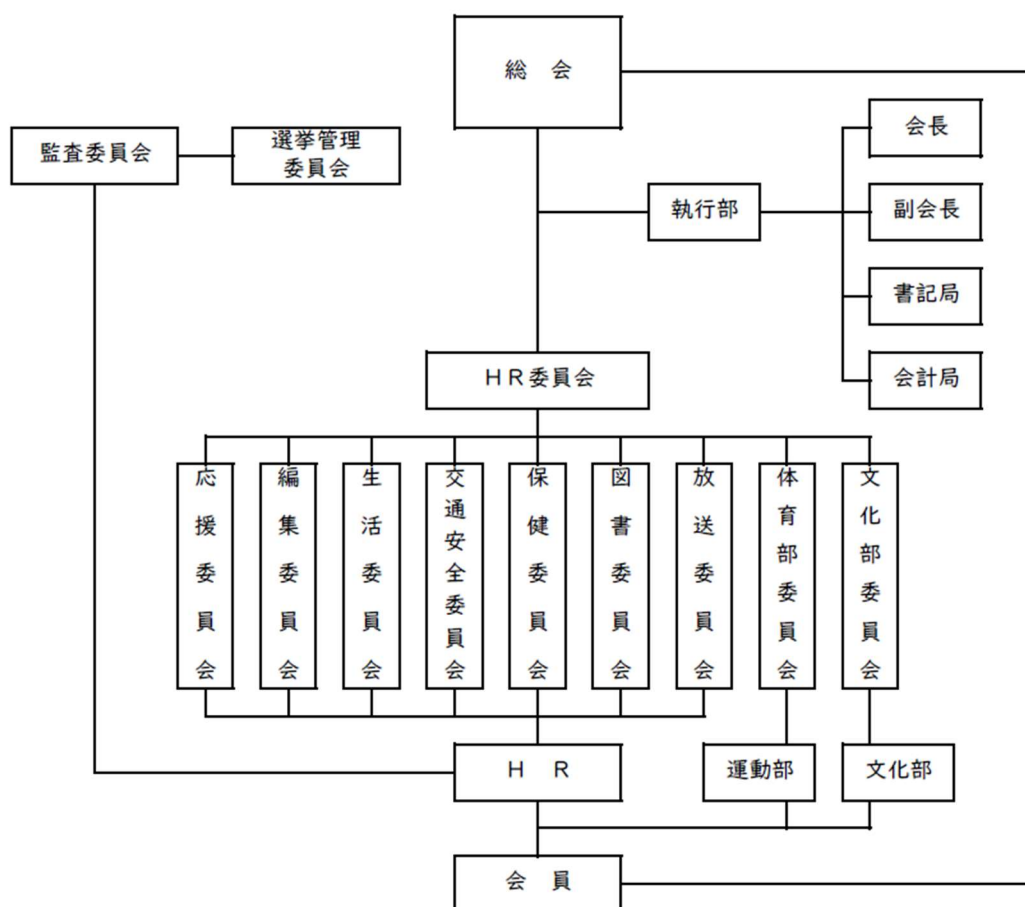 総 会
会長
監査委員会
選挙管理
委員会
執行部
副会長
書記局
HR委員会
会計局
応援委員会
編集委員会
生活委員会
交通安全委員会
保健委員会
図書委員会
放送委員会
体育部委員会
文化部委員会
H R
運動部
文化部
会 員